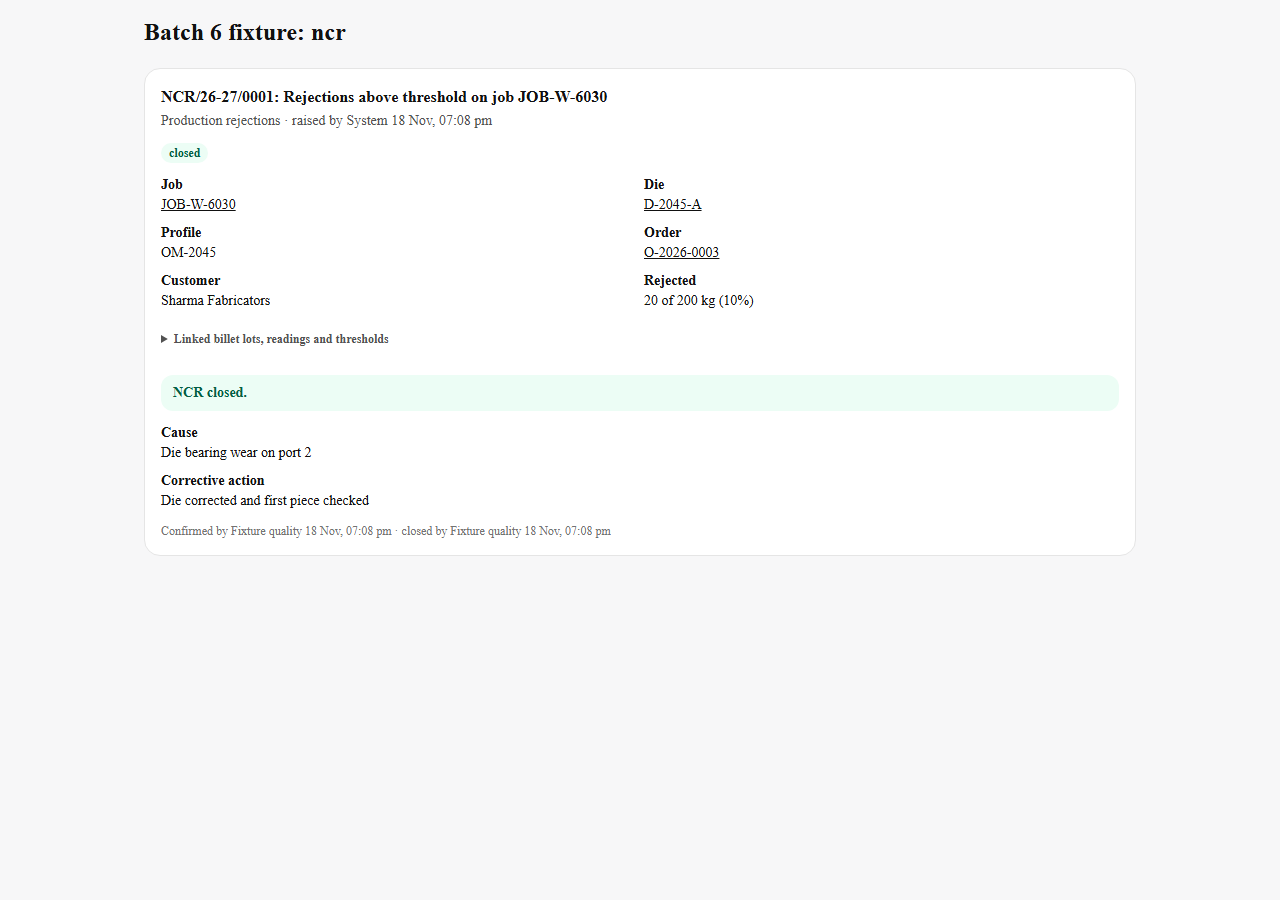 Batch 6 fixture: ncr
NCR/26-27/0001: Rejections above threshold on job JOB-W-6030
Production rejections · raised by System 18 Nov, 07:08 pm
closed
Job
JOB-W-6030
Die
D-2045-A
Profile
OM-2045
Order
O-2026-0003
Customer
Sharma Fabricators
Rejected
20 of 200 kg (10%)
Linked billet lots, readings and thresholds
NCR closed.
Cause
Die bearing wear on port 2
Corrective action
Die corrected and first piece checked
Confirmed by Fixture quality 18 Nov, 07:08 pm · closed by Fixture quality 18 Nov, 07:08 pm